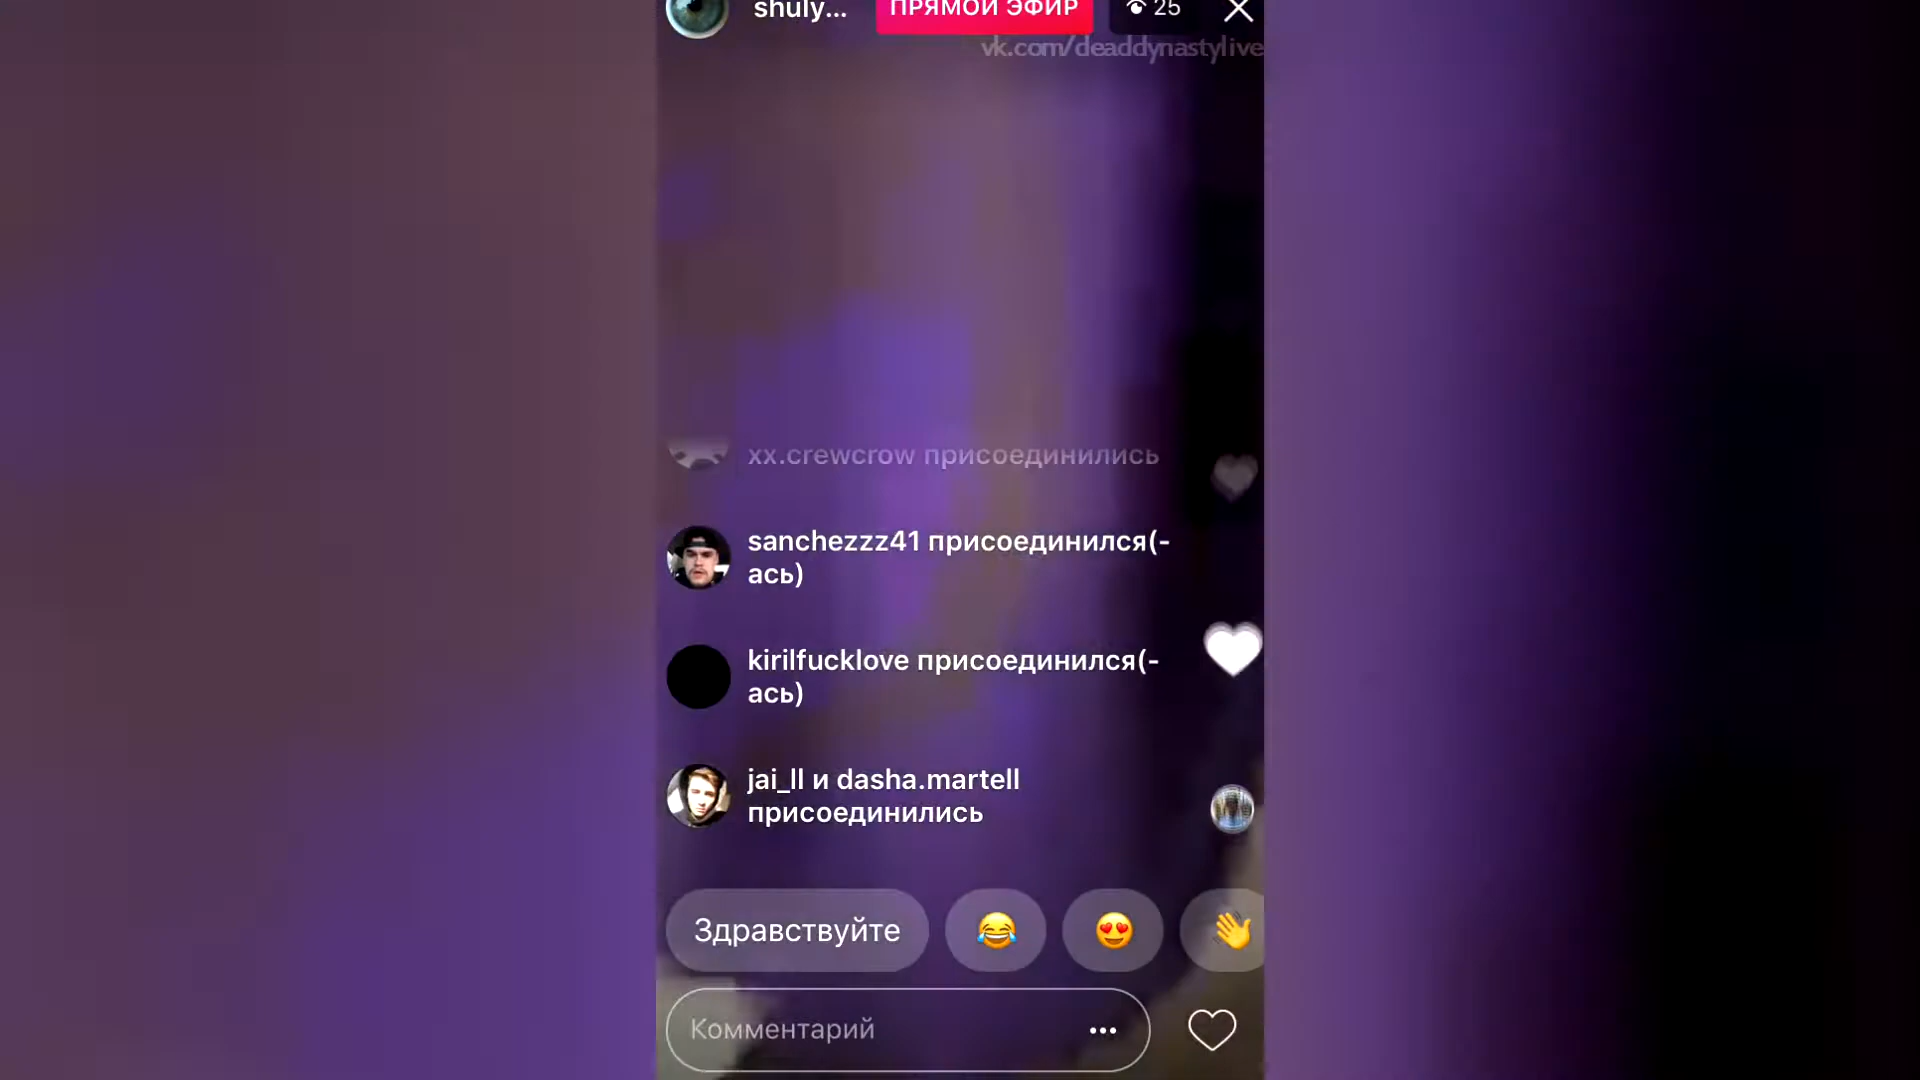 shuly...
ПРЯМОЙ ЭФИР
25
vk.com/deaddynastylive
xx.crewcrow присоединились
sanchezzz41 присоединился(-
ась)
kirilfucklove присоединился(-
ась)
jai_ll и dasha.martell
присоединились
Здравствуйте
Комментарий